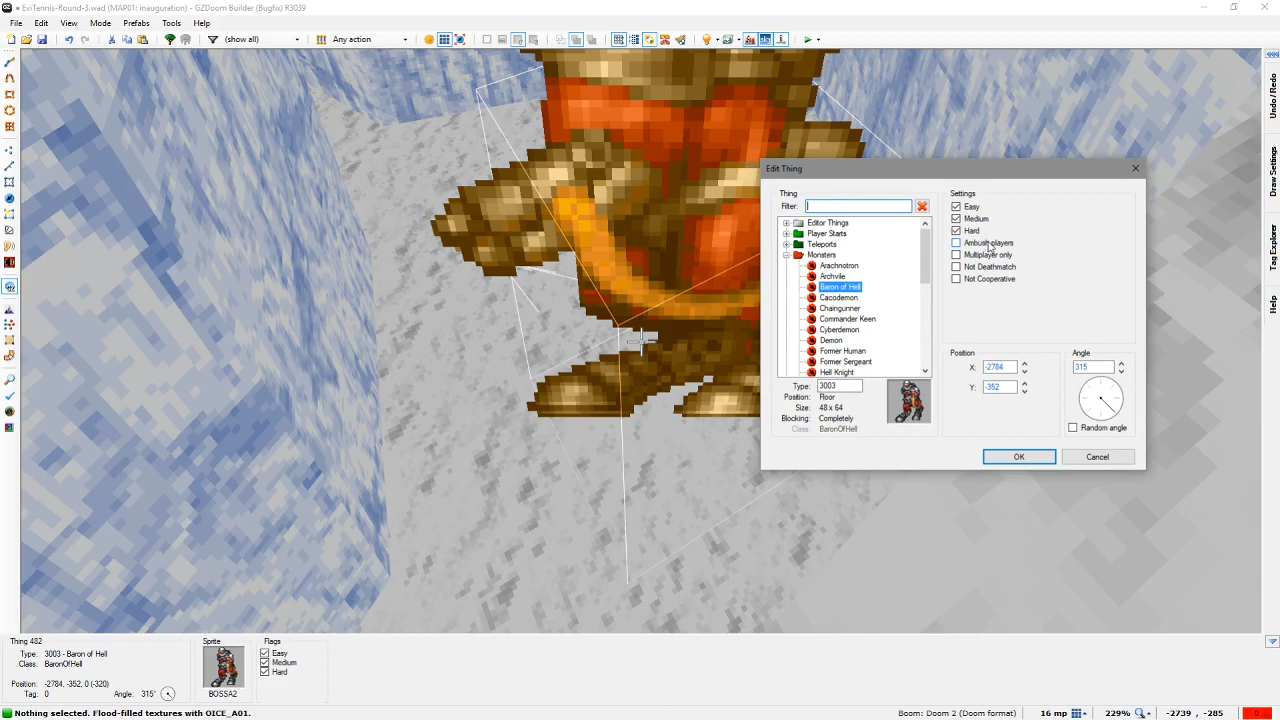 • EviTennis-Round-3.wad (MAP01: inauguration) - GZDoom Builder (Bugfix) R3039
File Edit View Mode Prefabs Tools Help
(show all) Any action
Edit Thing
Thing
Filter:
Editor Things
Player Starts
Teleports
Monsters
Arachnotron
Archvile
Baron of Hell
Cacodemon
Chaingunner
Commander Keen
Cyberdemon
Demon
Former Human
Former Sergeant
Hell Knight
Type: 3003
Position: Floor
Size: 48 x 64
Blocking: Completely
Class: BaronOfHell
Settings
Easy
Medium
Hard
Ambush players
Multiplayer only
Not Deathmatch
Not Cooperative
Position
X: -2784
Y: -352
Angle
315
Random angle
OK Cancel
Undo / Redo
Draw Settings
Tag Explorer
Help
Thing 482
Type: 3003 - Baron of Hell
Class: BaronOfHell
Position: -2784, -352, 0 (-320)
Tag: 0 Angle: 315°
Sprite
BOSSA2
Flags
Easy
Medium
Hard
Nothing selected. Flood-filled textures with OICE_A01.
Boom: Doom 2 (Doom format) 16 mp 229% -2739 , -285